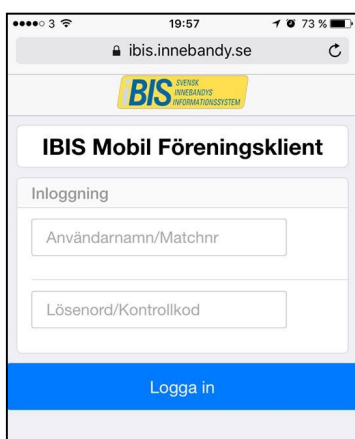 3 19:57 73 %
ibis.innebandy.se
BIS SVENSK
INNEBANDYS
INFORMATIONSSYSTEM
IBIS Mobil Föreningsklient
Inloggning
Användarnamn/Matchnr
Lösenord/Kontrollkod
Logga in